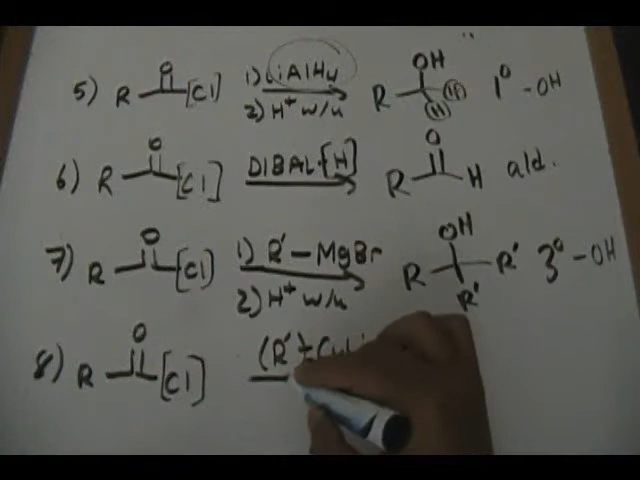 5) R O [Cl] 1) LiAlH4 2) H+ w/u R OH H H 1° -OH
6) R O [Cl] DIBAL-[H] R O H ald.
7) R O [Cl] 1) R' - MgBr 2) H+ w/u R OH R' R' 3° -OH
8) R O [Cl] (R')